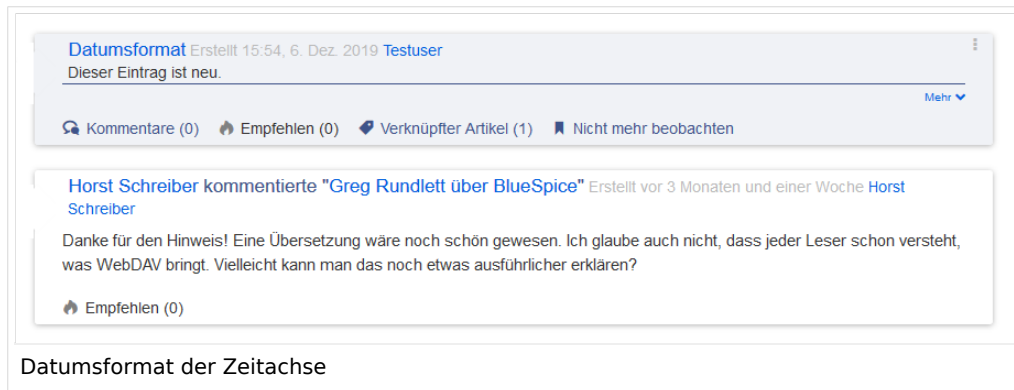 Datumsformat Erstellt 15:54, 6. Dez. 2019 Testuser
Dieser Eintrag ist neu.
Mehr
Kommentare (0) Empfehlen (0) Verknüpfter Artikel (1) Nicht mehr beobachten
Horst Schreiber kommentierte "Greg Rundlett über BlueSpice" Erstellt vor 3 Monaten und einer Woche Horst
Schreiber
Danke für den Hinweis! Eine Übersetzung wäre noch schön gewesen. Ich glaube auch nicht, dass jeder Leser schon versteht,
was WebDAV bringt. Vielleicht kann man das noch etwas ausführlicher erklären?
Empfehlen (0)
Datumsformat der Zeitachse